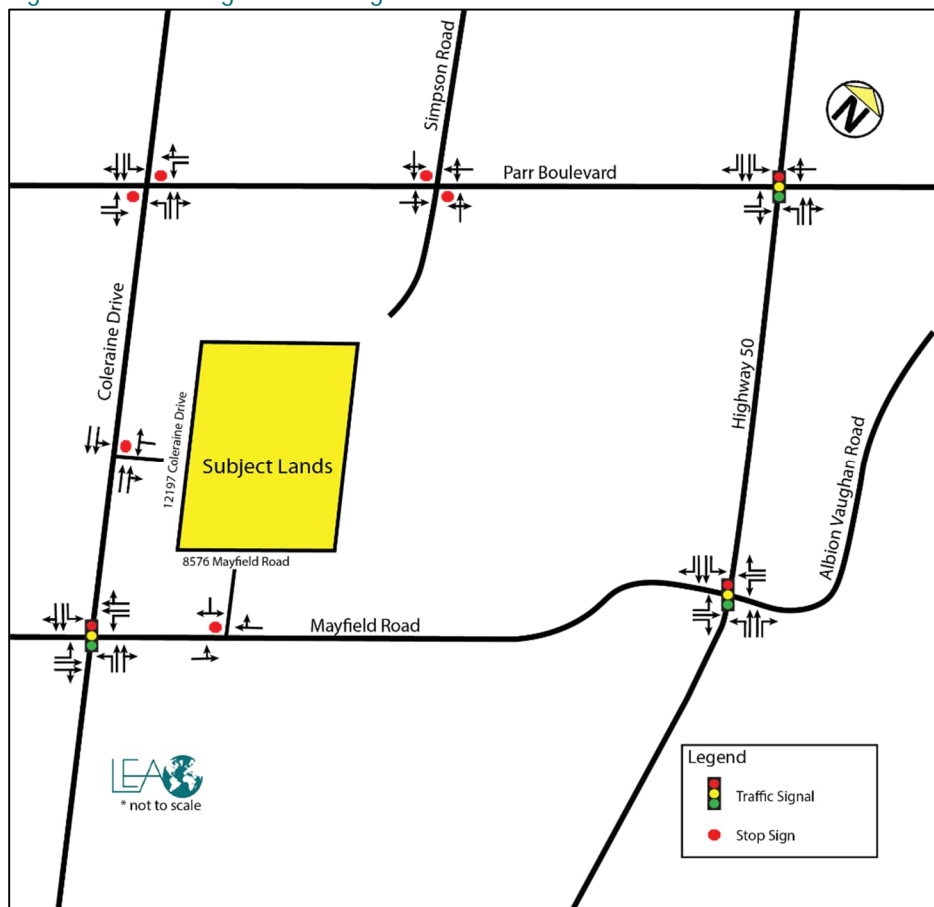 Simpson Road
N
Parr Boulevard
Coleraine Drive
Highway 50
12197 Coleraine Drive
Subject Lands
Albion Vaughan Road
8576 Mayfield Road
Mayfield Road
LEA
* not to scale
Legend
Traffic Signal
Stop Sign